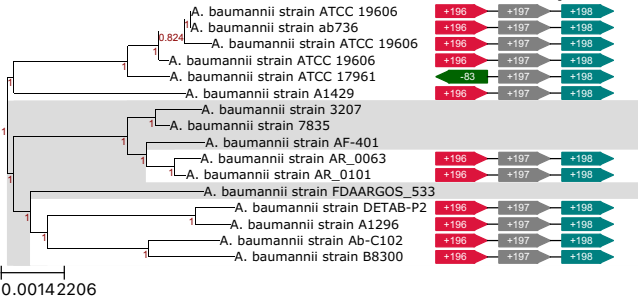 A. baumannii strain ATCC 19606 +196 +197 +198
1 A. baumannii strain ab736 +196 +197 +198
0.824 1 A. baumannii strain ATCC 19606 +196 +197 +198
1 A. baumannii strain ATCC 19606 +196 +197 +198
1 A. baumannii strain ATCC 17961 -83 +197 +198
1 A. baumannii strain A1429 +196 +197 +198
A. baumannii strain 3207
1 1 A. baumannii strain 7835
1 A. baumannii strain AF-401
1 A. baumannii strain AR_0063 +196 +197 +198
1 1 A. baumannii strain AR_0101 +196 +197 +198
A. baumannii strain FDAARGOS_533
1 A. baumannii strain DETAB-P2 +196 +197 +198
1 1 A. baumannii strain A1296 +196 +197 +198
A. baumannii strain Ab-C102 +196 +197 +198
1 1 A. baumannii strain B8300 +196 +197 +198
0.00142206